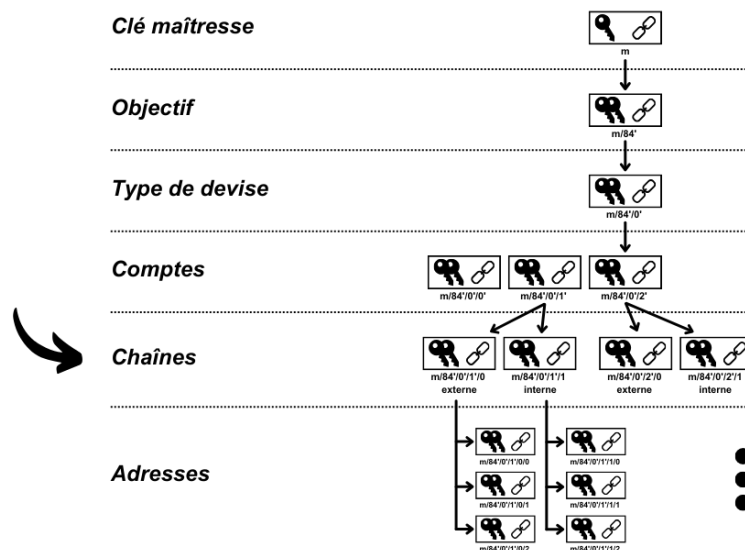 Clé maîtresse
m
Objectif
m/84'
Type de devise
m/84'/0'
Comptes
m/84'/0'/0'
m/84'/0'/1'
m/84'/0'/2'
Chaînes
m/84'/0'/1'/0
externe
m/84'/0'/1'/1
interne
m/84'/0'/2'/0
externe
m/84'/0'/2'/1
interne
Adresses
m/84'/0'/1'/0/0
m/84'/0'/1'/1/0
m/84'/0'/1'/0/1
m/84'/0'/1'/1/1
m/84'/0'/1'/0/2
m/84'/0'/1'/1/2